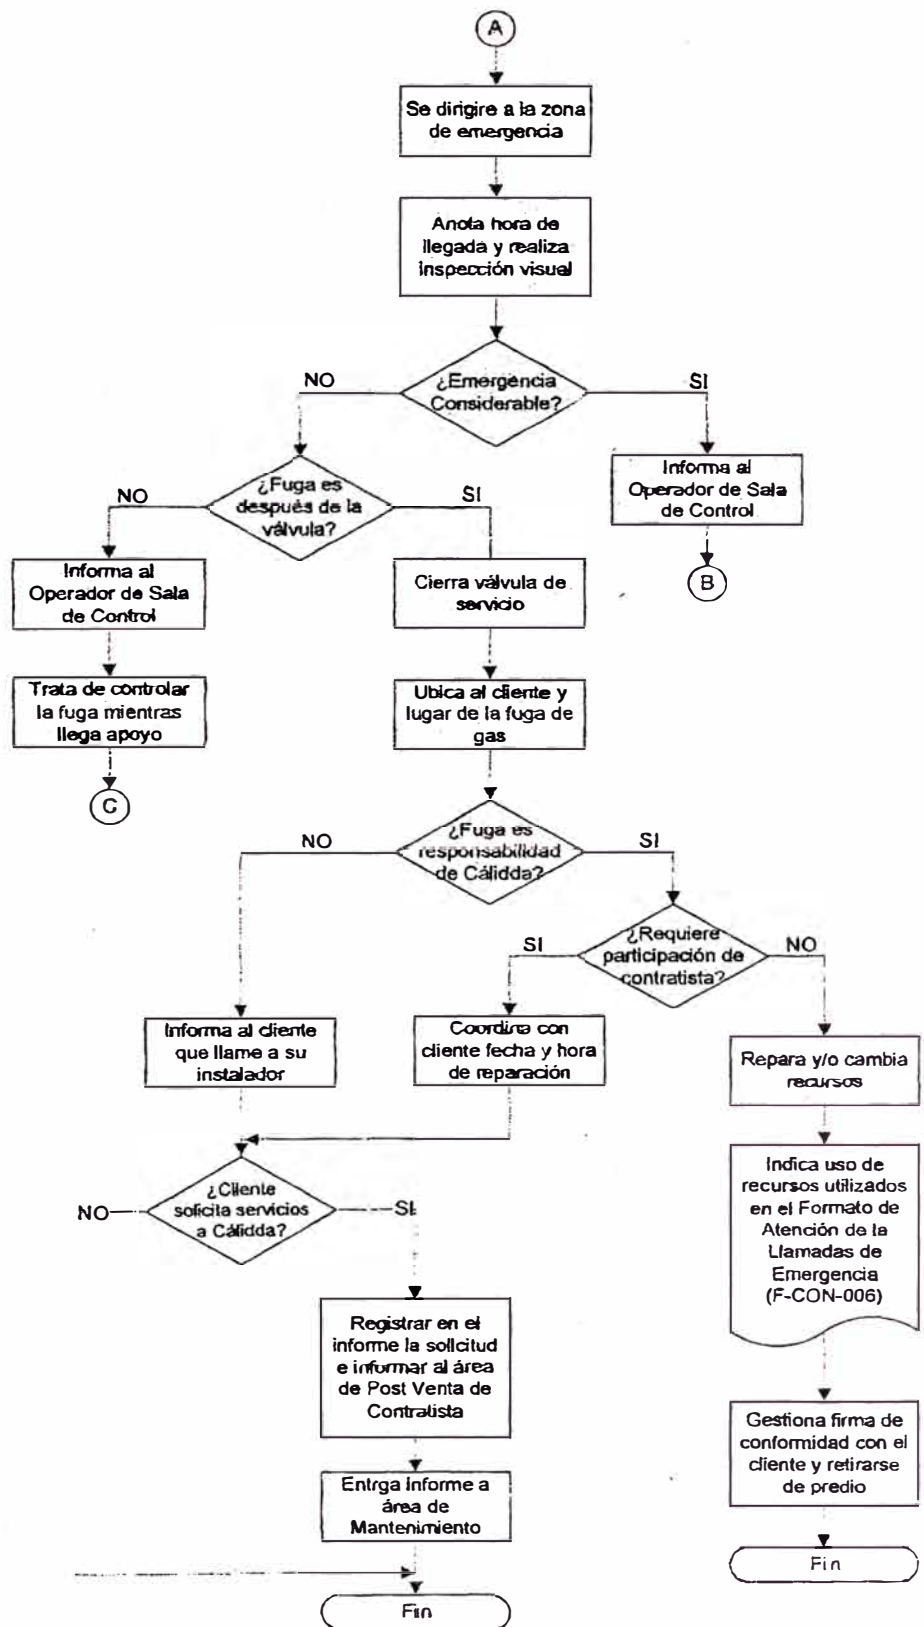 A
Se dirigire a la zona
de emergencia
Anota hora de
llegada y realiza
Inspección visual
¿Emergencia
Considerable?
NO
SI
Informa al
Operador de Sala
de Control
B
¿Fuga es
después de la
válvula?
NO
SI
Informa al
Operador de Sala
de Control
Trata de controlar
la fuga mientras
llega apoyo
C
Cierra válvula de
servicio
Ubica al cliente y
lugar de la fuga de
gas
¿Fuga es
responsabilidad
de Cálidda?
NO
SI
¿Requiere
participación de
contratista?
SI
NO
Informa al cliente
que llame a su
instalador
Coordina con
cliente fecha y hora
de reparación
Repara y/o cambia
recursos
Indica uso de
recursos utilizados
en el Formato de
Atención de la
Llamadas de
Emergencia
(F-CON-006)
¿Cliente
solicita servicios
a Cálidda?
NO
SI
Registrar en el
informe la solicitud
e informar al área
de Post Venta de
Contratista
Entrga Informe a
área de
Mantenimiento
Fin
Gestiona firma de
conformidad con el
cliente y retirarse
de predio
Fin